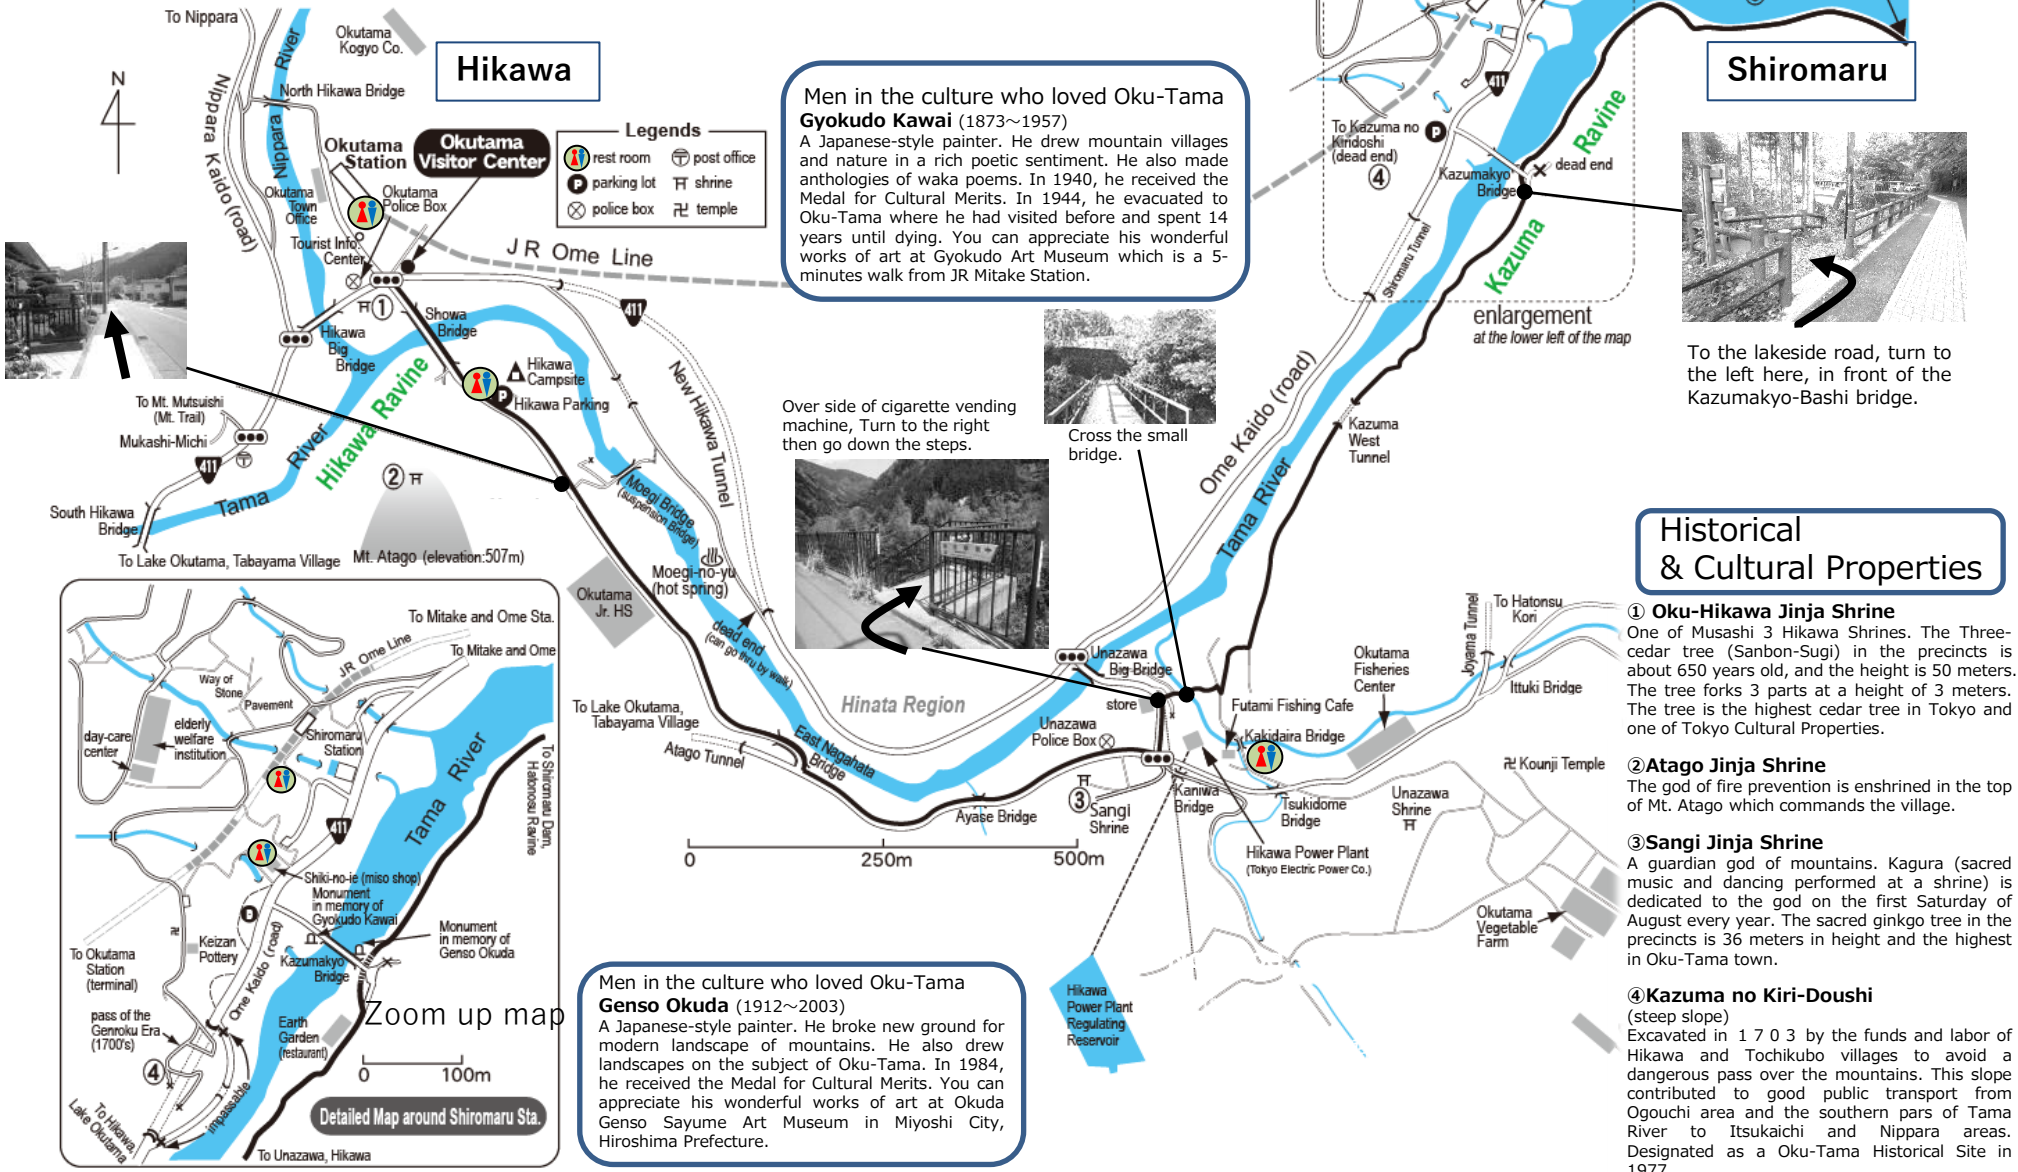 To Nippara
Okutama
Kogyo Co.
Hikawa
N
Nippara Kaido (road)
Nippara
River
North Hikawa Bridge
Okutama
Station
Okutama
Visitor Center
Legends
rest room
post office
P parking lot
shrine
police box
temple
Okutama
Town
Office
Okutama
Police Box
Tourist Info.
Center
JR Ome Line
①
Showa
Bridge
Hikawa
Big
Bridge
411
Hikawa Ravine
Hikawa
Campsite
P
Hikawa Parking
New Hikawa Tunnel
To Mt. Mutsuishi
(Mt. Trail)
Mukashi-Michi
411
River
Tama
②
South Hikawa
Bridge
To Lake Okutama, Tabayama Village
Mt. Atago (elevation:507m)
Moegi Bridge
(suspension Bridge)
Moegi-no-yu
(hot spring)
Okutama
Jr. HS
dead end
(can go thru by walk)
To Lake Okutama,
Tabayama Village
Atago Tunnel
East Nagahata
Bridge
Hinata Region
Men in the culture who loved Oku-Tama
Gyokudo Kawai (1873～1957)
A Japanese-style painter. He drew mountain villages
and nature in a rich poetic sentiment. He also made
anthologies of waka poems. In 1940, he received the
Medal for Cultural Merits. In 1944, he evacuated to
Oku-Tama where he had visited before and spent 14
years until dying. You can appreciate his wonderful
works of art at Gyokudo Art Museum which is a 5-
minutes walk from JR Mitake Station.
Over side of cigarette vending
machine, Turn to the right
then go down the steps.
Cross the small
bridge.
Shiromaru
411
Ravine
To Kazuma no
Kiridoshi
(dead end)
P
④
dead end
Kazumakyo
Bridge
Kazuma
Shiromaru Tunnel
enlargement
at the lower left of the map
To the lakeside road, turn to
the left here, in front of the
Kazumakyo-Bashi bridge.
Ome Kaido (road)
Kazuma
West
Tunnel
Tama River
Unazawa
Big Bridge
store
Unazawa
Police Box
Futami Fishing Cafe
Kakidaira Bridge
Okutama
Fisheries
Center
Joyama Tunnel
To Hatonsu
Kori
Ittuki Bridge
Kounji Temple
③
Sangi
Shrine
Ayase Bridge
Kaniwa
Bridge
Tsukidome
Bridge
Unazawa
Shrine
Hikawa Power Plant
(Tokyo Electric Power Co.)
0
250m
500m
Okutama
Vegetable
Farm
Hikawa
Power Plant
Regulating
Reservoir
To Mitake and Ome Sta.
JR Ome Line
To Mitake and Ome
Way of
Stone
Pavement
day-care
center
elderly
welfare
institution
Shiromaru
Station
River
Tama
To Shiromaru Dam,
Hatonosu Ravine
411
Shiki-no-ie (miso shop)
Monument
in memory of
Gyokudo Kawai
P
Keizan
Pottery
Monument
in memory of
Genso Okuda
To Okutama
Station
(terminal)
Ome Kaido (road)
Kazumakyo
Bridge
pass of the
Genroku Era
(1700's)
Earth
Garden
(restaurant)
Zoom up map
④
0
100m
impassable
To Hikawa,
Lake Okutama
Detailed Map around Shiromaru Sta.
To Unazawa, Hikawa
Men in the culture who loved Oku-Tama
Genso Okuda (1912～2003)
A Japanese-style painter. He broke new ground for
modern landscape of mountains. He also drew
landscapes on the subject of Oku-Tama. In 1984,
he received the Medal for Cultural Merits. You can
appreciate his wonderful works of art at Okuda
Genso Sayume Art Museum in Miyoshi City,
Hiroshima Prefecture.
Historical
& Cultural Properties
① Oku-Hikawa Jinja Shrine
One of Musashi 3 Hikawa Shrines. The Three-
cedar tree (Sanbon-Sugi) in the precincts is
about 650 years old, and the height is 50 meters.
The tree forks 3 parts at a height of 3 meters.
The tree is the highest cedar tree in Tokyo and
one of Tokyo Cultural Properties.
②Atago Jinja Shrine
The god of fire prevention is enshrined in the top
of Mt. Atago which commands the village.
③Sangi Jinja Shrine
A guardian god of mountains. Kagura (sacred
music and dancing performed at a shrine) is
dedicated to the god on the first Saturday of
August every year. The sacred ginkgo tree in the
precincts is 36 meters in height and the highest
in Oku-Tama town.
④Kazuma no Kiri-Doushi
(steep slope)
Excavated in 1 7 0 3 by the funds and labor of
Hikawa and Tochikubo villages to avoid a
dangerous pass over the mountains. This slope
contributed to good public transport from
Ogouchi area and the southern pars of Tama
River to Itsukaichi and Nippara areas.
Designated as a Oku-Tama Historical Site in
1977